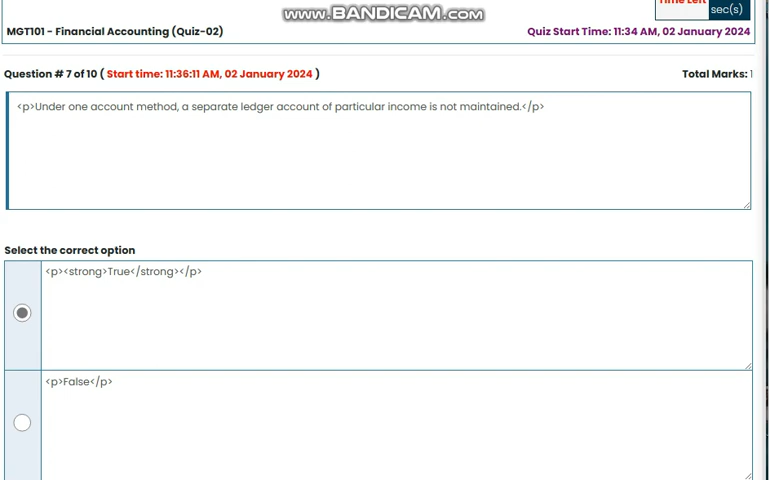 www.BANDICAM.com
Time Left
sec(s)
MGT101 - Financial Accounting (Quiz-02)
Quiz Start Time: 11:34 AM, 02 January 2024
Question # 7 of 10 ( Start time: 11:36:11 AM, 02 January 2024 )
Total Marks: 1
<p>Under one account method, a separate ledger account of particular income is not maintained.</p>
Select the correct option
<p><strong>True</strong></p>
<p>False</p>